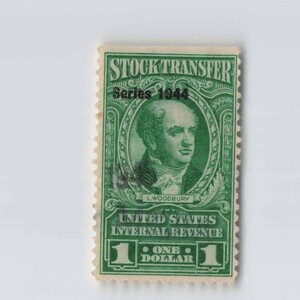 STOCK TRANSFER
Series 1944
L. WOODBURY
UNITED STATES
INTERNAL REVENUE
1 ONE 1
DOLLAR